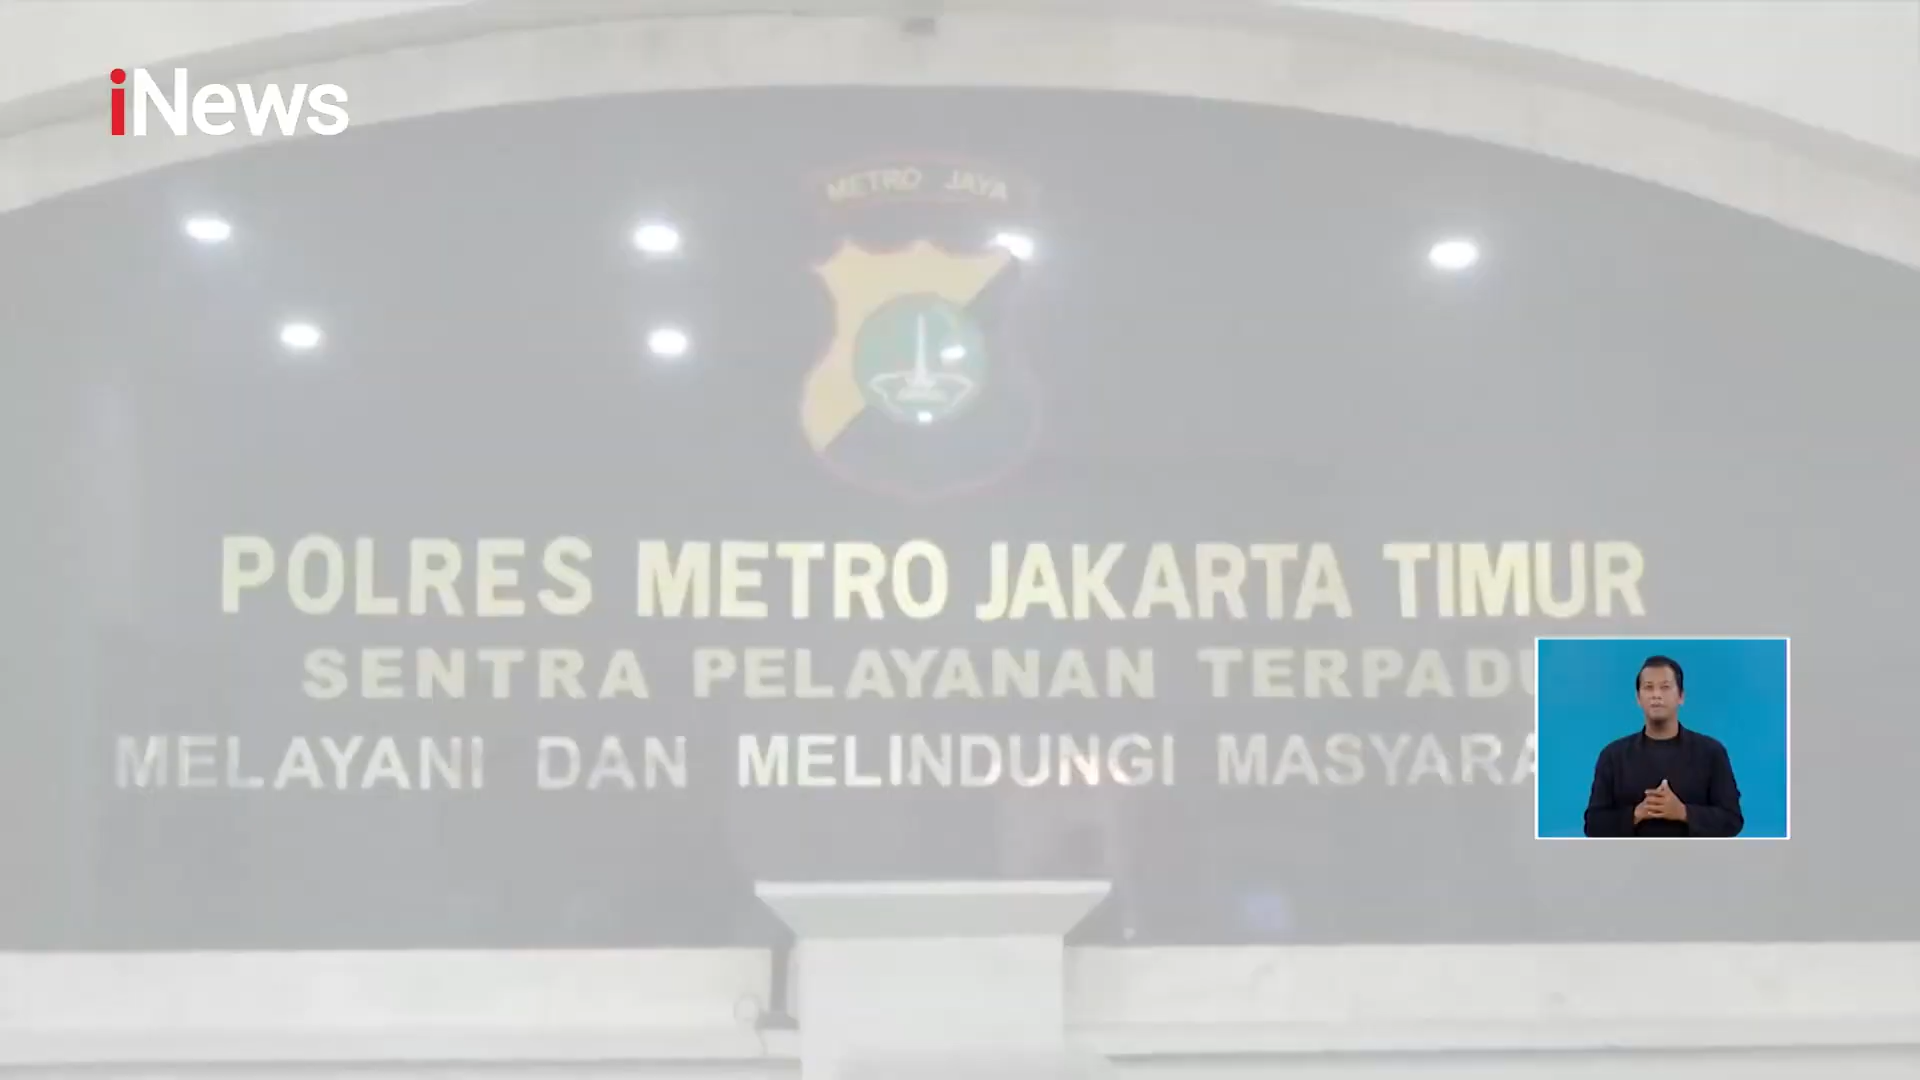 iNews
METRO JAYA
POLRES METRO JAKARTA TIMUR
SENTRA PELAYANAN TERPADU
MELAYANI DAN MELINDUNGI